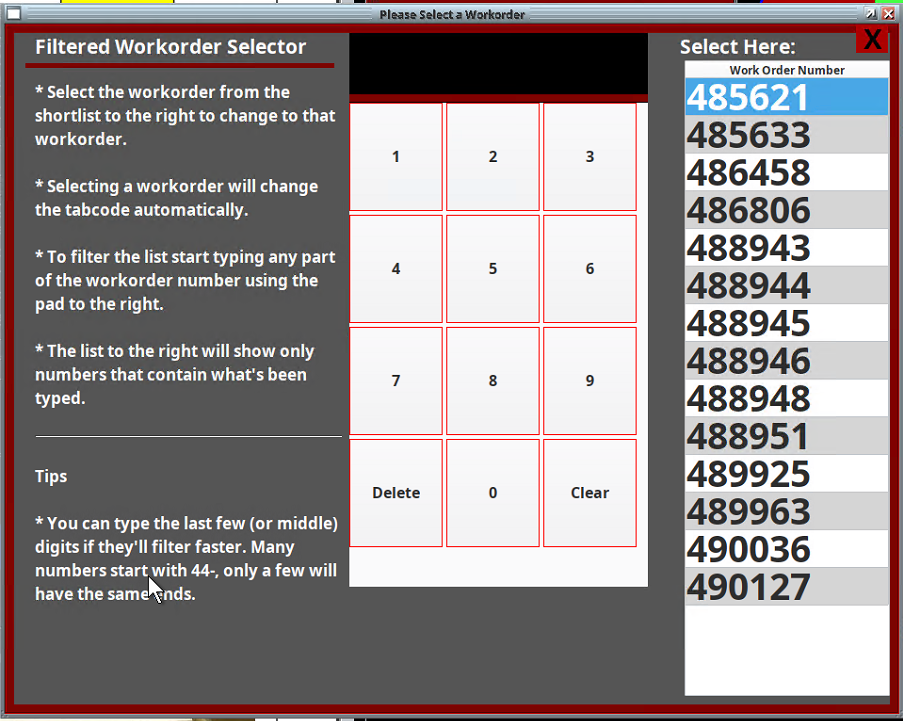 Please Select a Workorder
Filtered Workorder Selector
* Select the workorder from the
shortlist to the right to change to that
workorder.
* Selecting a workorder will change
the tabcode automatically.
* To filter the list start typing any part
of the workorder number using the
pad to the right.
* The list to the right will show only
numbers that contain what's been
typed.
Tips
* You can type the last few (or middle)
digits if they'll filter faster. Many
numbers start with 44-, only a few will
have the same ends.
1 2 3
4 5 6
7 8 9
Delete 0 Clear
Select Here:
X
Work Order Number
485621
485633
486458
486806
488943
488944
488945
488946
488948
488951
489925
489963
490036
490127